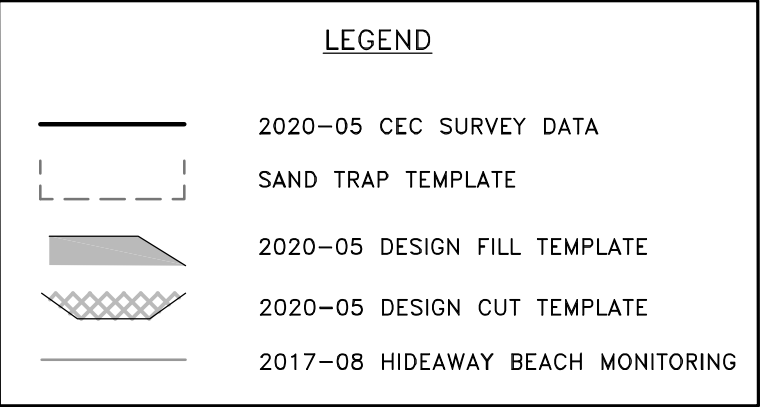 LEGEND
2020-05 CEC SURVEY DATA
SAND TRAP TEMPLATE
2020-05 DESIGN FILL TEMPLATE
2020-05 DESIGN CUT TEMPLATE
2017-08 HIDEAWAY BEACH MONITORING